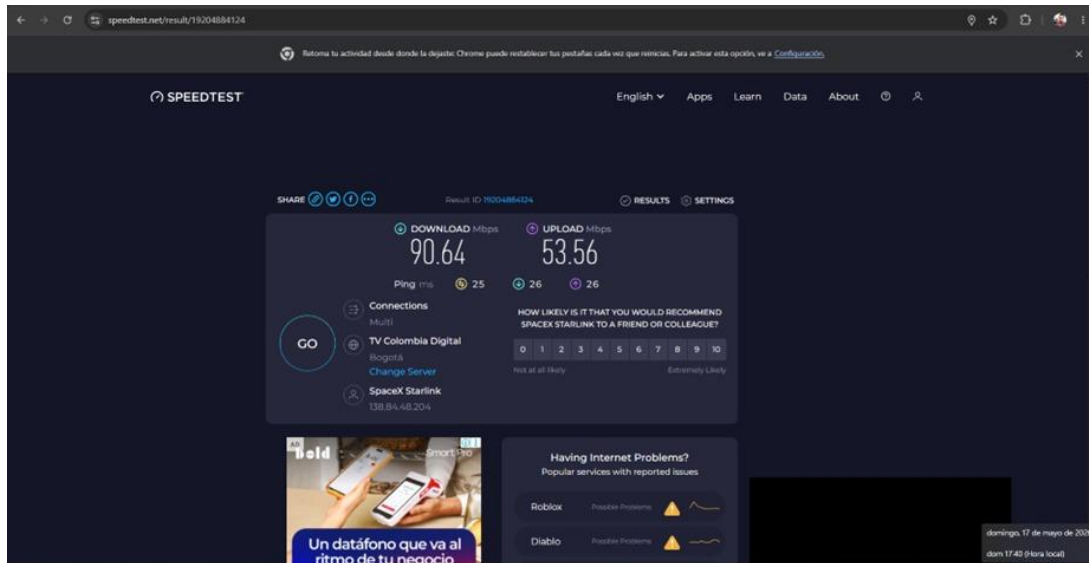 speedtest.net/result/19204884124
Retoma tu actividad desde donde la dejaste: Chrome puede restablecer tus pestañas cada vez que reinicias. Para activar esta opción, ve a Configuración.
SPEEDTEST
English Apps Learn Data About
SHARE Result ID 19204884124 RESULTS SETTINGS
DOWNLOAD Mbps UPLOAD Mbps
90.64 53.56
Ping ms 25 26 26
Connections
Multi
GO
TV Colombia Digital
Bogotá
Change Server
SpaceX Starlink
138.84.48.204
HOW LIKELY IS IT THAT YOU WOULD RECOMMEND
SPACEX STARLINK TO A FRIEND OR COLLEAGUE?
0 1 2 3 4 5 6 7 8 9 10
Not at all likely Extremely Likely
AD
Bold Smart Pro
Un datáfono que va al
ritmo de tu negocio
Having Internet Problems?
Popular services with reported issues
Roblox Possible Problems
Diablo Possible Problems
domingo, 17 de mayo de 2026
dom 17:40 (Hora local)